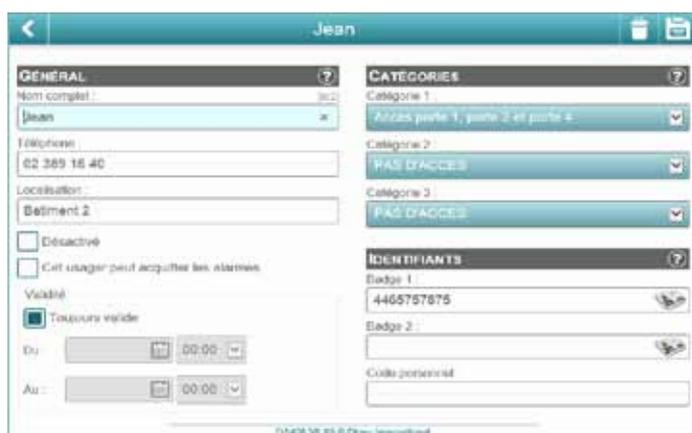 Jean
GÉNÉRAL
Nom complet :
Jean
Téléphone :
02 389 16 40
Localisation :
Batiment 2
Désactivé
Cet usager peut acquitter les alarmes
Validité
Toujours valide
Du :
00:00
Au :
00:00
CATÉGORIES
Catégorie 1 :
Accès porte 1, porte 2 et porte 4
Catégorie 2 :
PAS D'ACCES
Catégorie 3 :
PAS D'ACCES
IDENTIFIANTS
Badge 1 :
4465757875
Badge 2 :
Code personnel